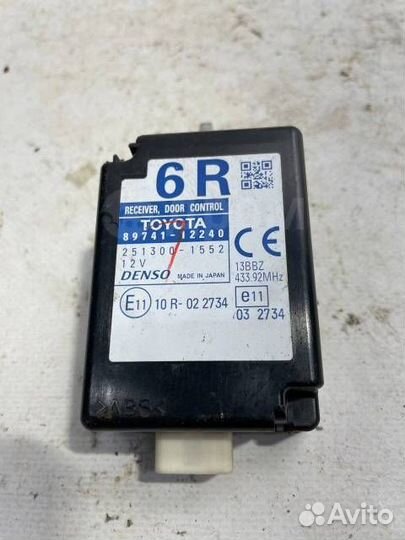 6R
RECEIVER, DOOR CONTROL
TOYOTA
89741-12240
251300-1552
12V
DENSO MADE IN JAPAN
CE
13BBZ
433.92MHz
E11 10 R- 02 2734
e11
03 2734
>ABS<
Avito